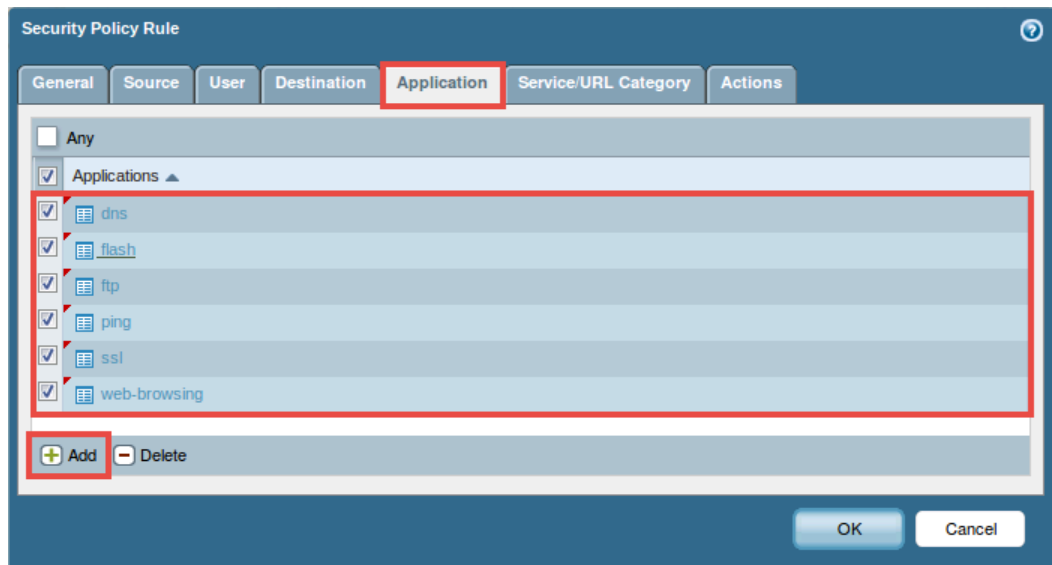 Security Policy Rule
General Source User Destination Application Service/URL Category Actions
Any
Applications
dns
flash
ftp
ping
ssl
web-browsing
Add Delete
OK Cancel